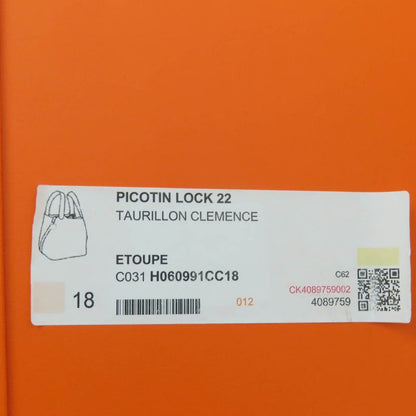 PICOTIN LOCK 22
TAURILLON CLEMENCE
ETOUPE
C031 H060991CC18
C62
CK4089759002
18
012
4089759